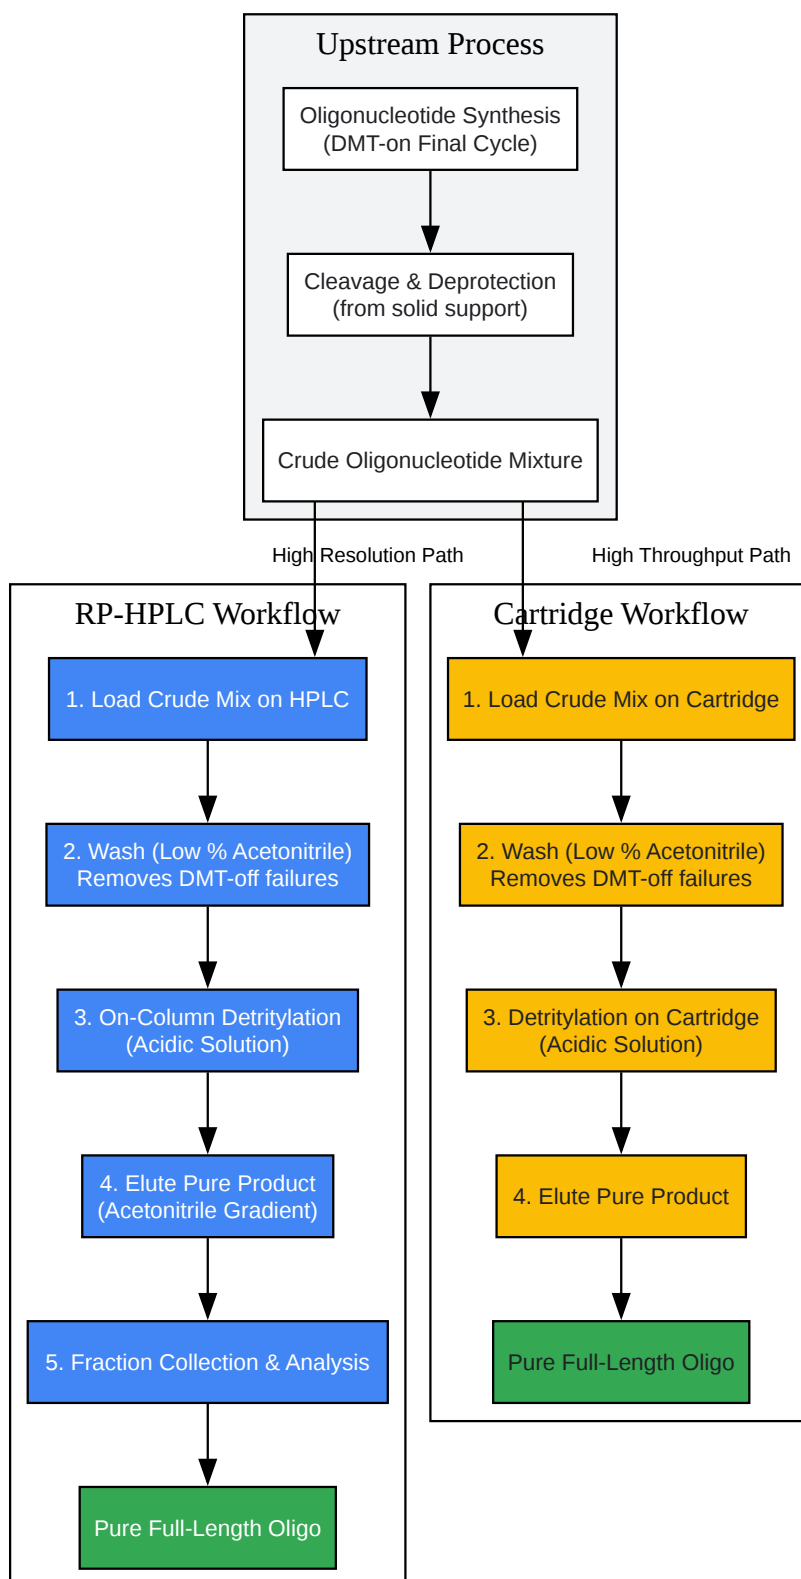 Upstream Process
Oligonucleotide Synthesis
(DMT-on Final Cycle)
Cleavage & Deprotection
(from solid support)
Crude Oligonucleotide Mixture
High Resolution Path
High Throughput Path
RP-HPLC Workflow
1. Load Crude Mix on HPLC
2. Wash (Low % Acetonitrile)
Removes DMT-off failures
3. On-Column Detritylation
(Acidic Solution)
4. Elute Pure Product
(Acetonitrile Gradient)
5. Fraction Collection & Analysis
Pure Full-Length Oligo
Cartridge Workflow
1. Load Crude Mix on Cartridge
2. Wash (Low % Acetonitrile)
Removes DMT-off failures
3. Detritylation on Cartridge
(Acidic Solution)
4. Elute Pure Product
Pure Full-Length Oligo